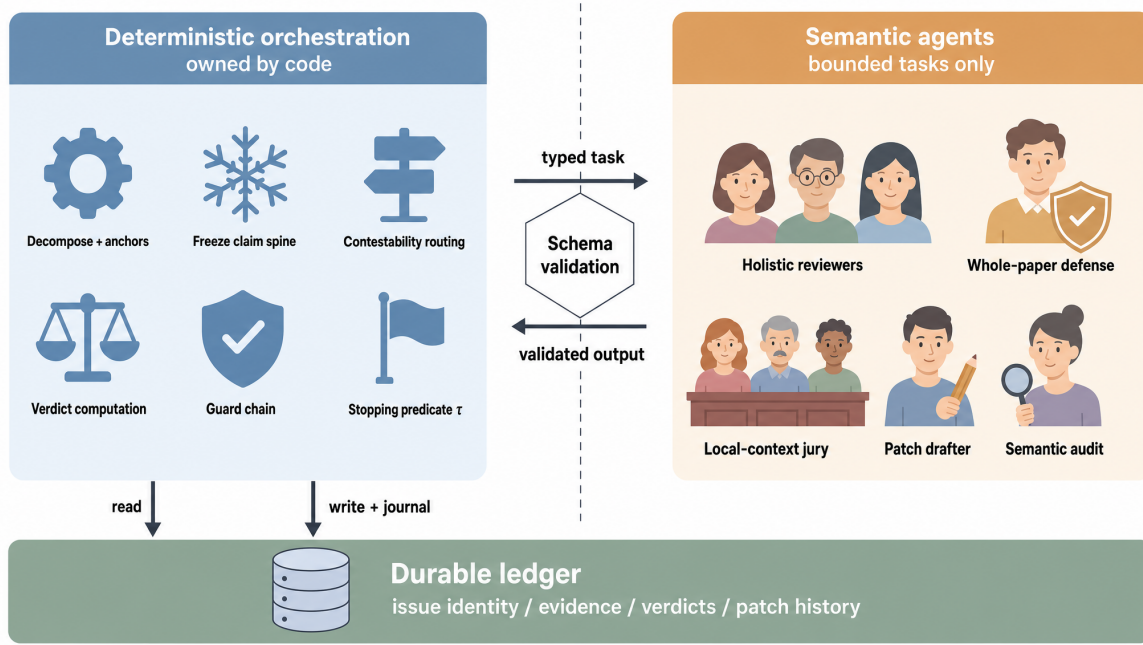 Deterministic orchestration
owned by code
Decompose + anchors
Freeze claim spine
Contestability routing
Verdict computation
Guard chain
Stopping predicate τ
typed task
Schema
validation
validated output
Semantic agents
bounded tasks only
Holistic reviewers
Whole-paper defense
Local-context jury
Patch drafter
Semantic audit
read
write + journal
Durable ledger
issue identity / evidence / verdicts / patch history